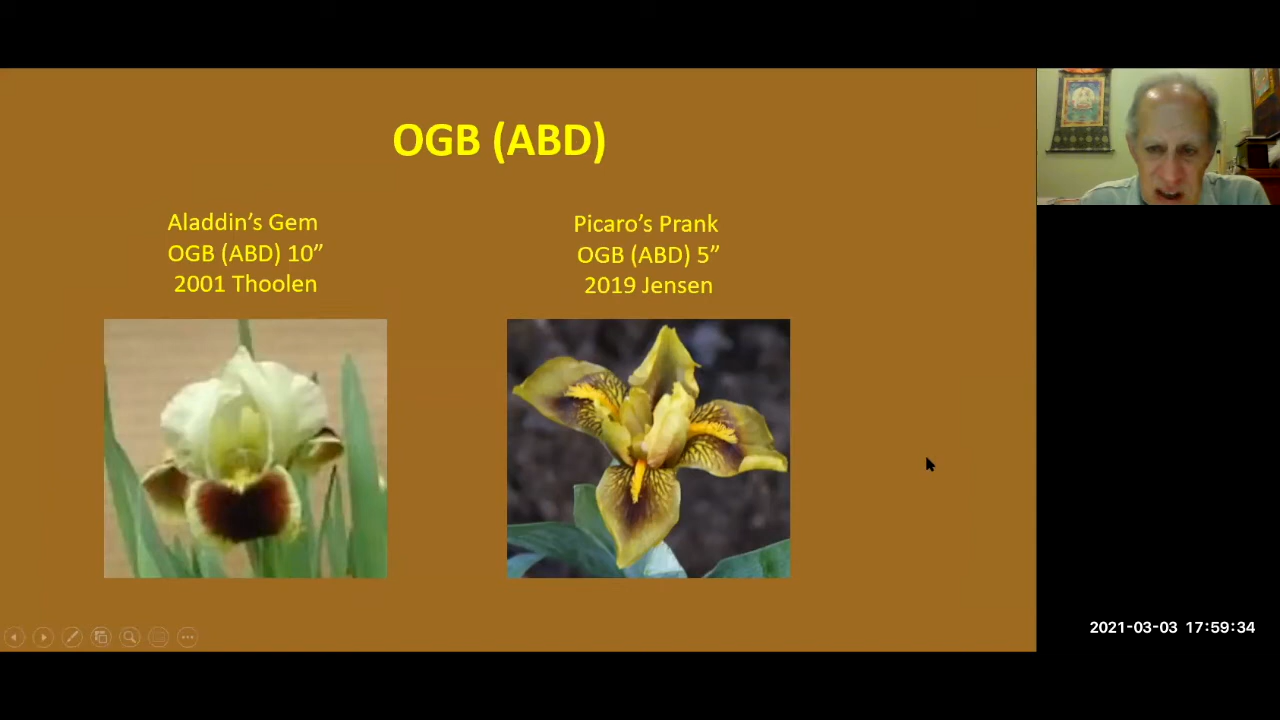 OGB (ABD)
Aladdin’s Gem
OGB (ABD) 10”
2001 Thoolen
Picaro’s Prank
OGB (ABD) 5”
2019 Jensen
2021-03-03 17:59:34